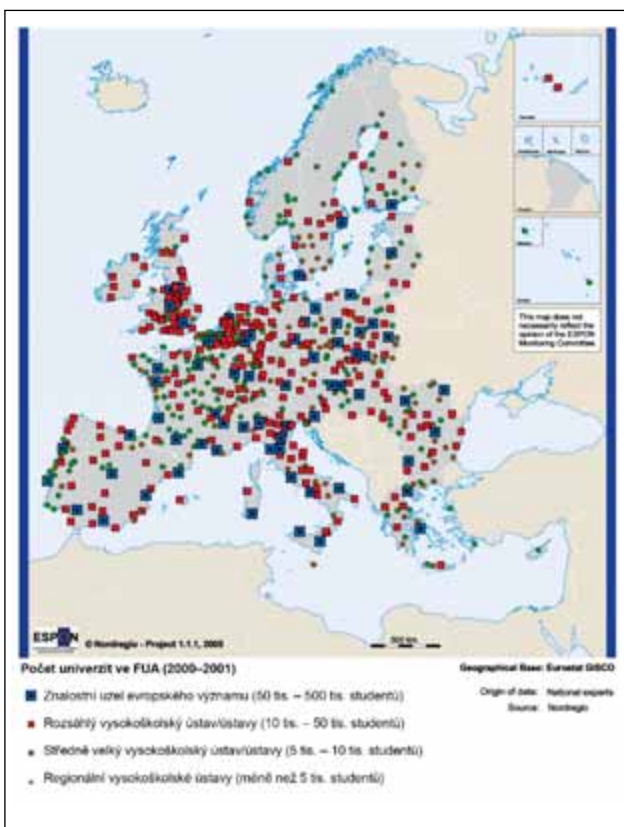 This map does not
necessarily reflect the
opinion of the ESPON
Monitoring Committee
ESPON
© Nordregio - Project 1.1.1,
500 km
Počet univerzit ve FUA (2000–2001)
Geographical Base: Eurostat GISCO
Origin of data: National experts
Source: Nordregio
Znalostní uzel evropského významu (50 tis. – 500 tis. studentů)
Rozsáhlý vysokoškolský ústav/ústavy (10 tis. – 50 tis. studentů)
Středně velký vysokoškolský ústav/ústavy (5 tis. – 10 tis. studentů)
Regionální vysokoškolské ústavy (méně než 5 tis. studentů)